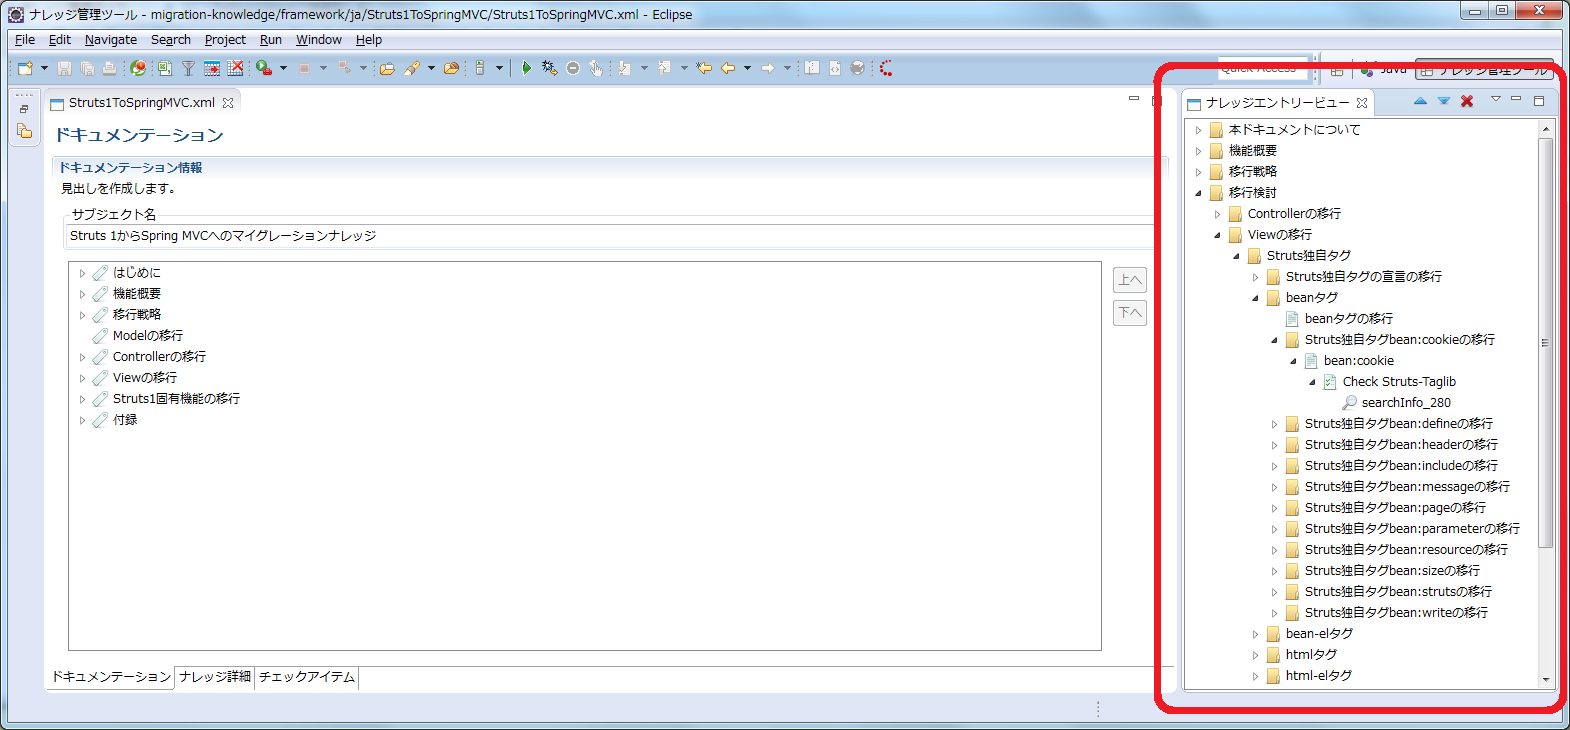 ナレッジ管理ツール - migration-knowledge/framework/ja/Struts1ToSpringMVC/Struts1ToSpringMVC.xml - Eclipse
File Edit Navigate Search Project Run Window Help
Quick Access
Java
ナレッジ管理ツール
Struts1ToSpringMVC.xml
ドキュメンテーション
ドキュメンテーション情報
見出しを作成します。
サブジェクト名
Struts 1からSpring MVCへのマイグレーションナレッジ
はじめに
機能概要
移行戦略
Modelの移行
Controllerの移行
Viewの移行
Struts1固有機能の移行
付録
上へ
下へ
ドキュメンテーション ナレッジ詳細 チェックアイテム
ナレッジエントリービュー
本ドキュメントについて
機能概要
移行戦略
移行検討
Controllerの移行
Viewの移行
Struts独自タグ
Struts独自タグの宣言の移行
beanタグ
beanタグの移行
Struts独自タグbean:cookieの移行
bean:cookie
Check Struts-Taglib
searchInfo_280
Struts独自タグbean:defineの移行
Struts独自タグbean:headerの移行
Struts独自タグbean:includeの移行
Struts独自タグbean:messageの移行
Struts独自タグbean:pageの移行
Struts独自タグbean:parameterの移行
Struts独自タグbean:resourceの移行
Struts独自タグbean:sizeの移行
Struts独自タグbean:strutsの移行
Struts独自タグbean:writeの移行
bean-elタグ
htmlタグ
html-elタグ